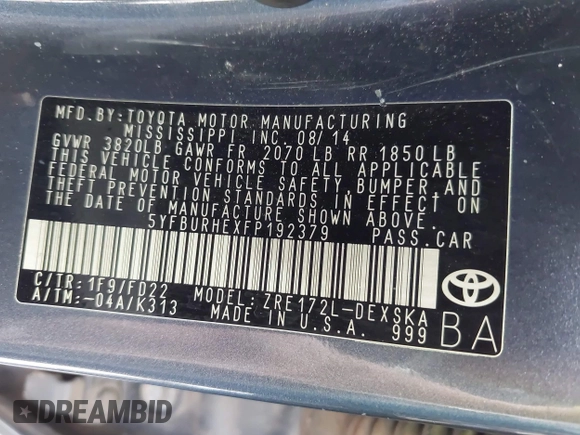 MFD.BY:TOYOTA MOTOR MANUFACTURING
MISSISSIPPI INC. 08/14
GVWR 3820LB GAWR FR 2070 LB RR 1850 LB
THIS VEHICLE CONFORMS TO ALL APPLICABLE
FEDERAL MOTOR VEHICLE SAFETY, BUMPER, AND
THEFT PREVENTION STANDARDS IN EFFECT ON
THE DATE OF MANUFACTURE SHOWN ABOVE.
5YFBURHEXFP192379 PASS.CAR
C/TR:1F9/FD22 MODEL:ZRE172L-DEXSKA
A/TM:-04A/K313 MADE IN U.S.A. 999
BA
TOYOTA
DREAMBID